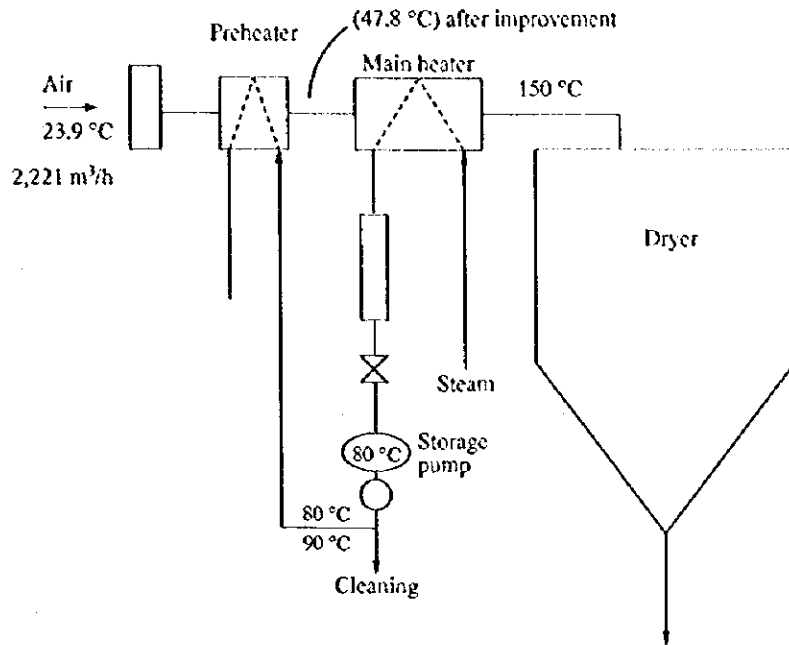 (47.8 °C) after improvement
Preheater
Main heater
Air
23.9 °C
2,221 m³/h
150 °C
Dryer
Steam
Storage
pump
80 °C
80 °C
90 °C
Cleaning